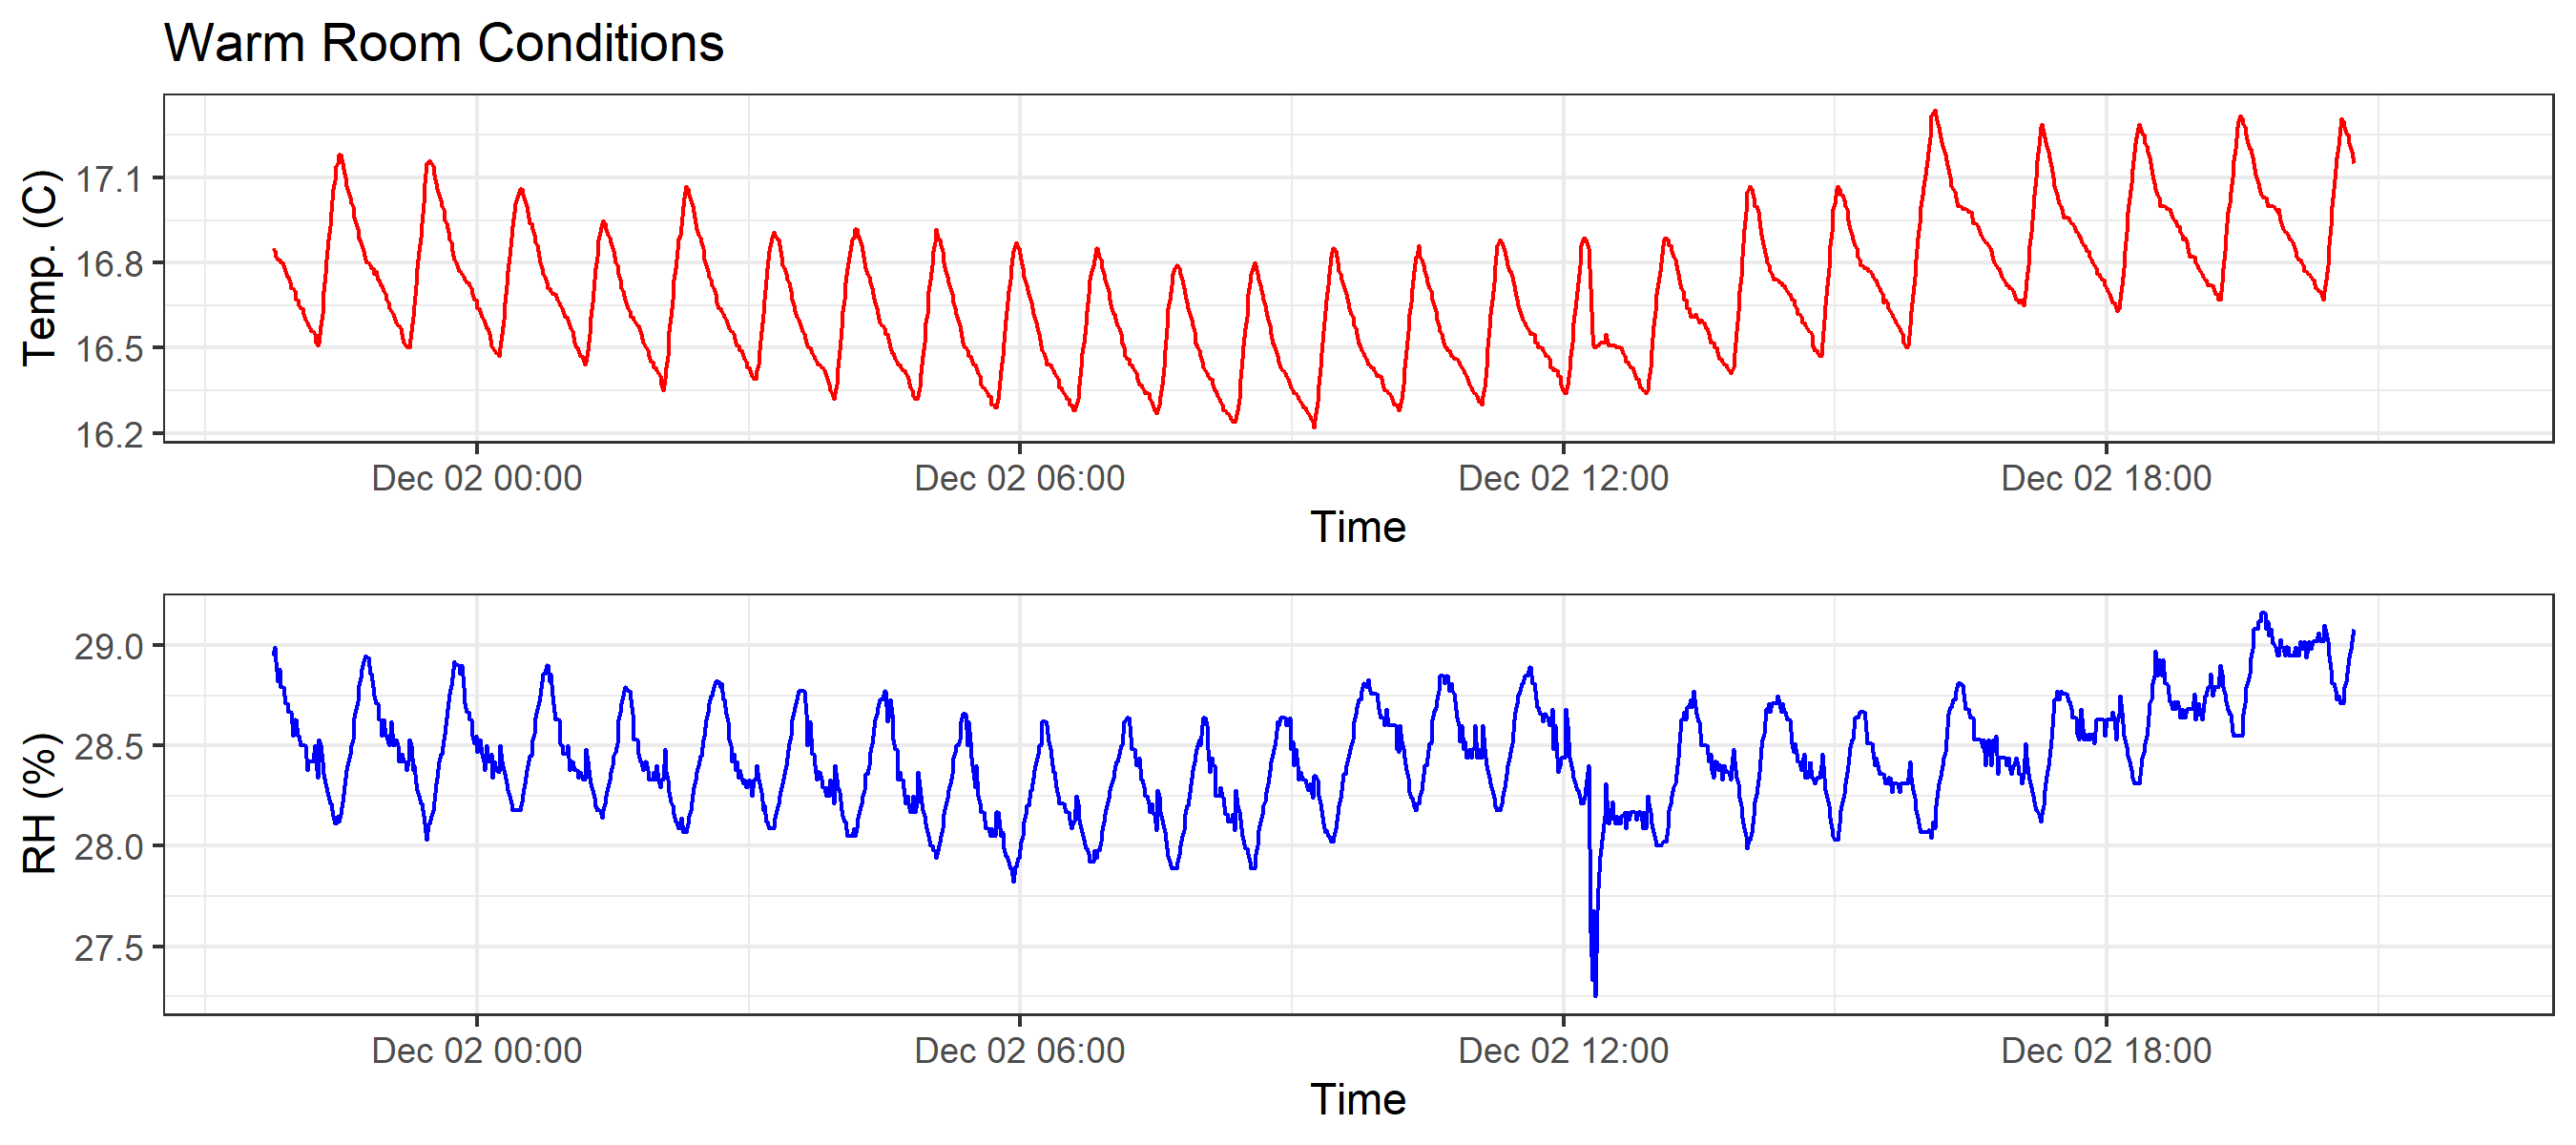 Warm Room Conditions
Temp. (C)
17.1
16.8
16.5
16.2
Dec 02 00:00 Dec 02 06:00 Dec 02 12:00 Dec 02 18:00
Time
RH (%)
29.0
28.5
28.0
27.5
Dec 02 00:00 Dec 02 06:00 Dec 02 12:00 Dec 02 18:00
Time